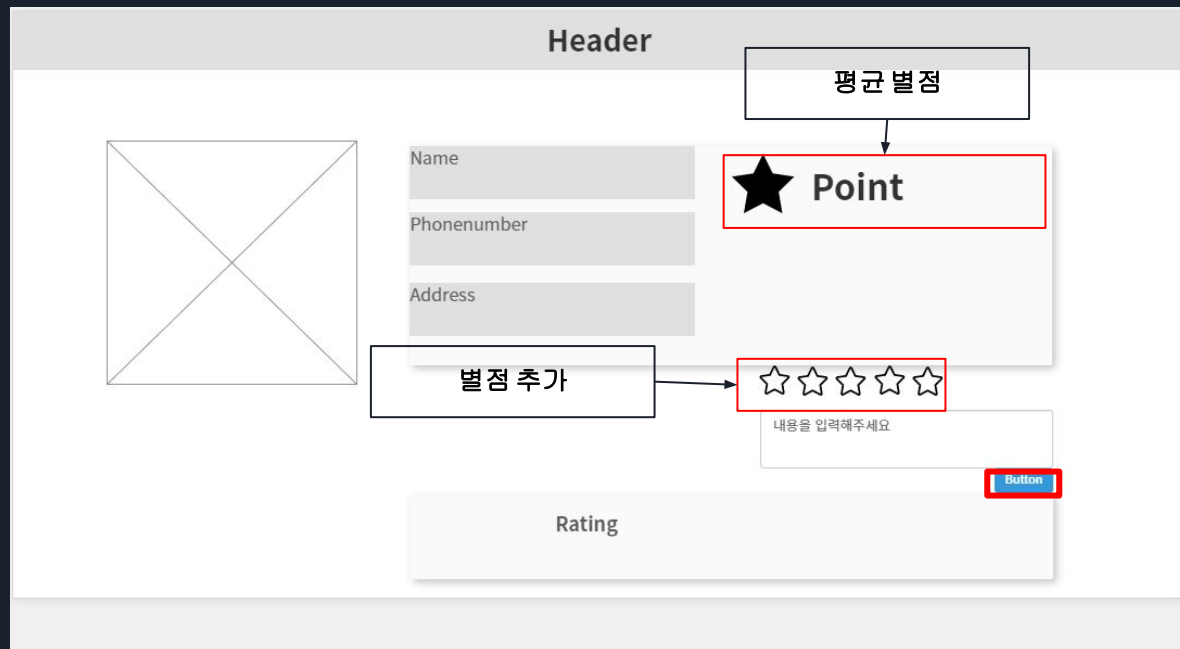 Header
평균 별점
Name
Point
Phonenumber
Address
별점 추가
내용을 입력해주세요
Button
Rating